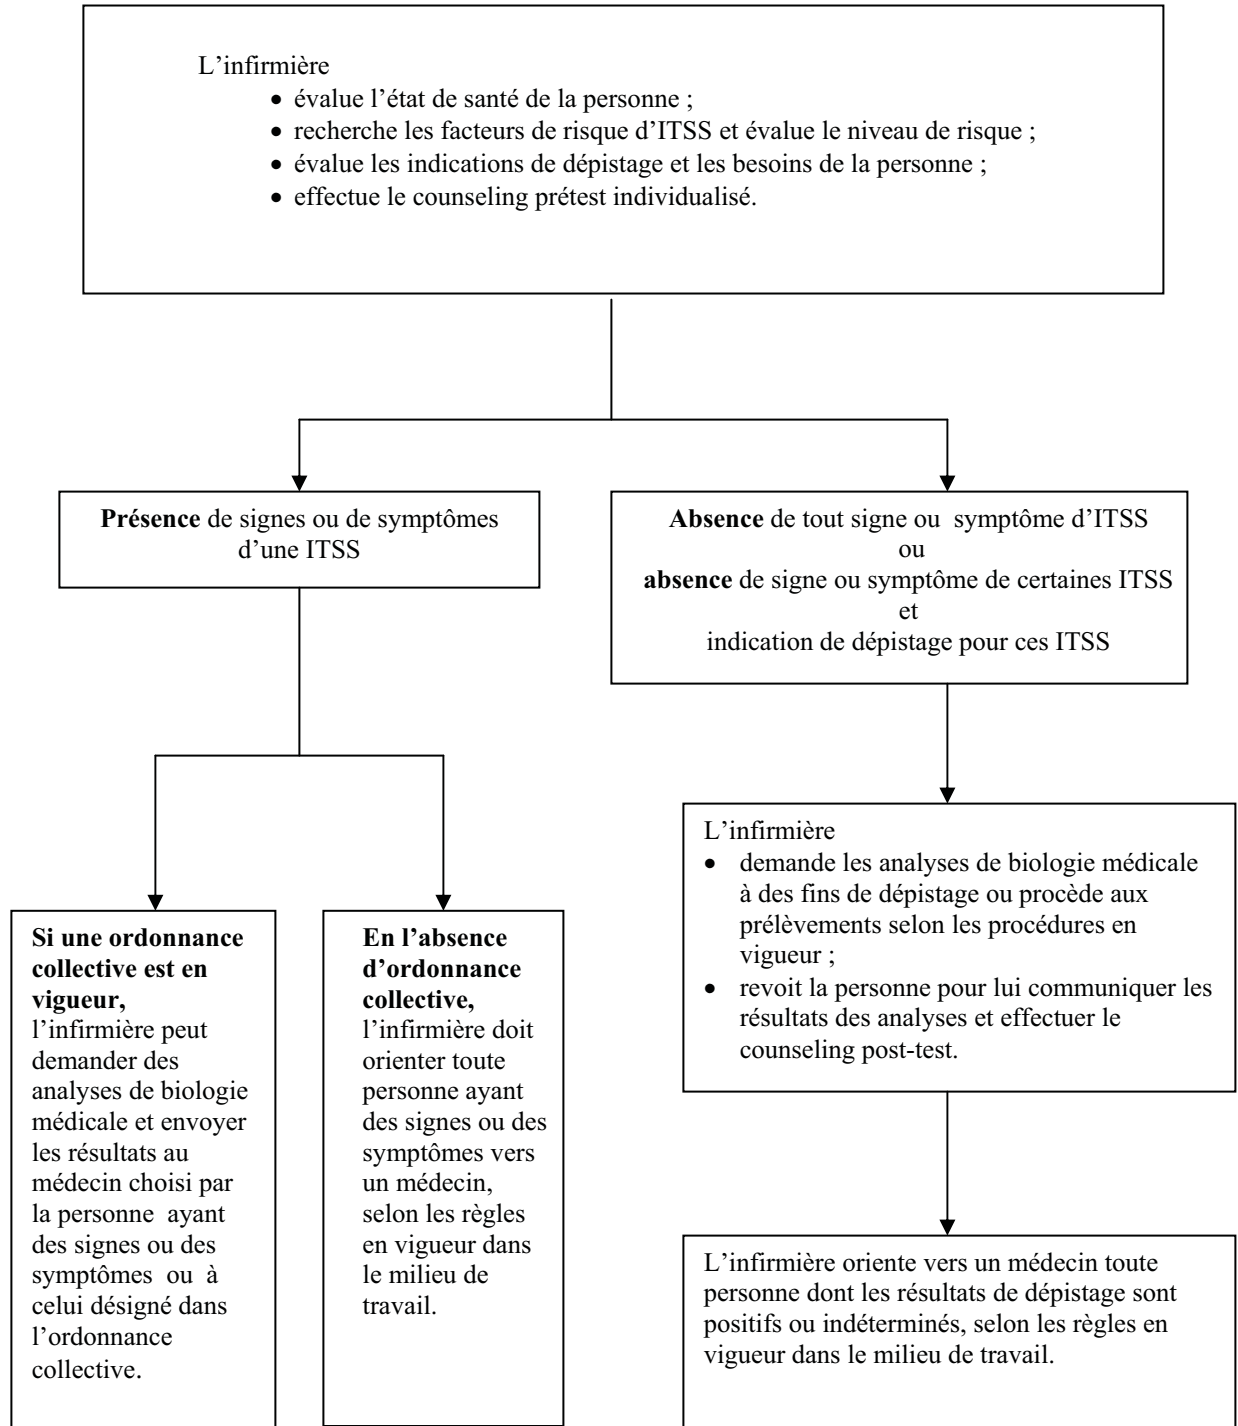 L’infirmière
• évalue l’état de santé de la personne ;
• recherche les facteurs de risque d’ITSS et évalue le niveau de risque ;
• évalue les indications de dépistage et les besoins de la personne ;
• effectue le counseling prétest individualisé.
Présence de signes ou de symptômes
d’une ITSS
Absence de tout signe ou symptôme d’ITSS
ou
absence de signe ou symptôme de certaines ITSS
et
indication de dépistage pour ces ITSS
Si une ordonnance
collective est en
vigueur,
l’infirmière peut
demander des
analyses de biologie
médicale et envoyer
les résultats au
médecin choisi par
la personne ayant
des signes ou des
symptômes ou à
celui désigné dans
l’ordonnance
collective.
En l’absence
d’ordonnance
collective,
l’infirmière doit
orienter toute
personne ayant
des signes ou des
symptômes vers
un médecin,
selon les règles
en vigueur dans
le milieu de
travail.
L’infirmière
• demande les analyses de biologie médicale
à des fins de dépistage ou procède aux
prélèvements selon les procédures en
vigueur ;
• revoit la personne pour lui communiquer les
résultats des analyses et effectuer le
counseling post-test.
L’infirmière oriente vers un médecin toute
personne dont les résultats de dépistage sont
positifs ou indéterminés, selon les règles en
vigueur dans le milieu de travail.